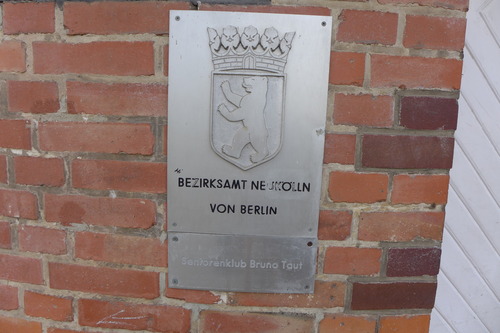 BEZIRKSAMT NEUKÖLLN
VON BERLIN
Seniorenklub Bruno Taut